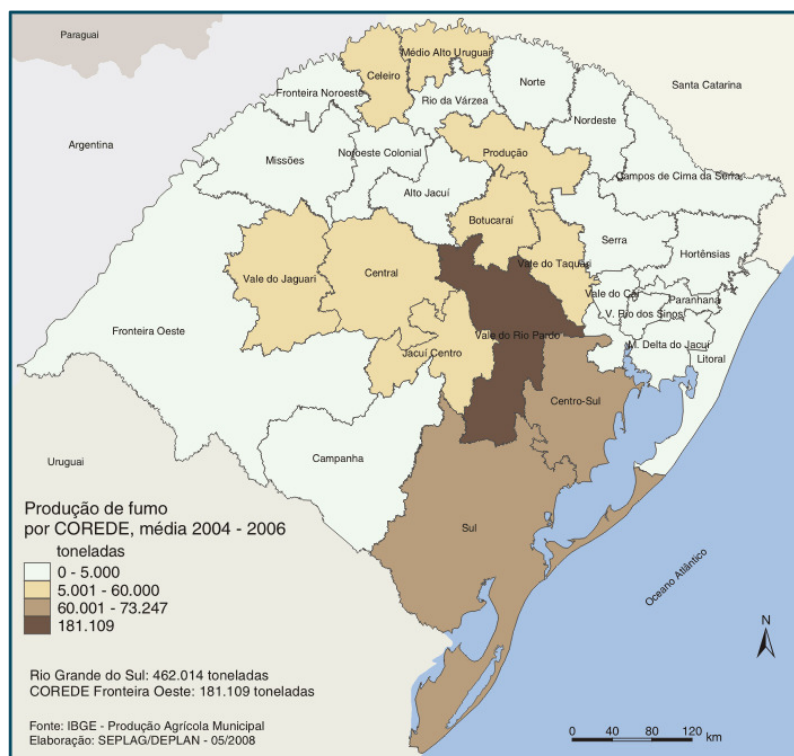 Paraguai
Médio Alto Uruguai
Celeiro
Norte
Santa Catarina
Fronteira Noroeste
Rio da Várzea
Nordeste
Argentina
Noroeste Colonial
Produção
Missões
Campos de Cima da Serra
Alto Jacuí
Botucaraí
Serra
Hortênsias
Vale do Taquari
Vale do Jaguari
Central
Vale do Caí
Paranhana
V. Rio dos Sinos
Fronteira Oeste
Vale do Rio Pardo
M. Delta do Jacuí
Jacuí Centro
Litoral
Centro-Sul
Campanha
Uruguai
Sul
Oceano Atlântico
Produção de fumo
por COREDE, média 2004 - 2006
toneladas
0 - 5.000
5.001 - 60.000
60.001 - 73.247
181.109
N
Rio Grande do Sul: 462.014 toneladas
COREDE Fronteira Oeste: 181.109 toneladas
Fonte: IBGE - Produção Agrícola Municipal
Elaboração: SEPLAG/DEPLAN - 05/2008
0 40 80 120 km